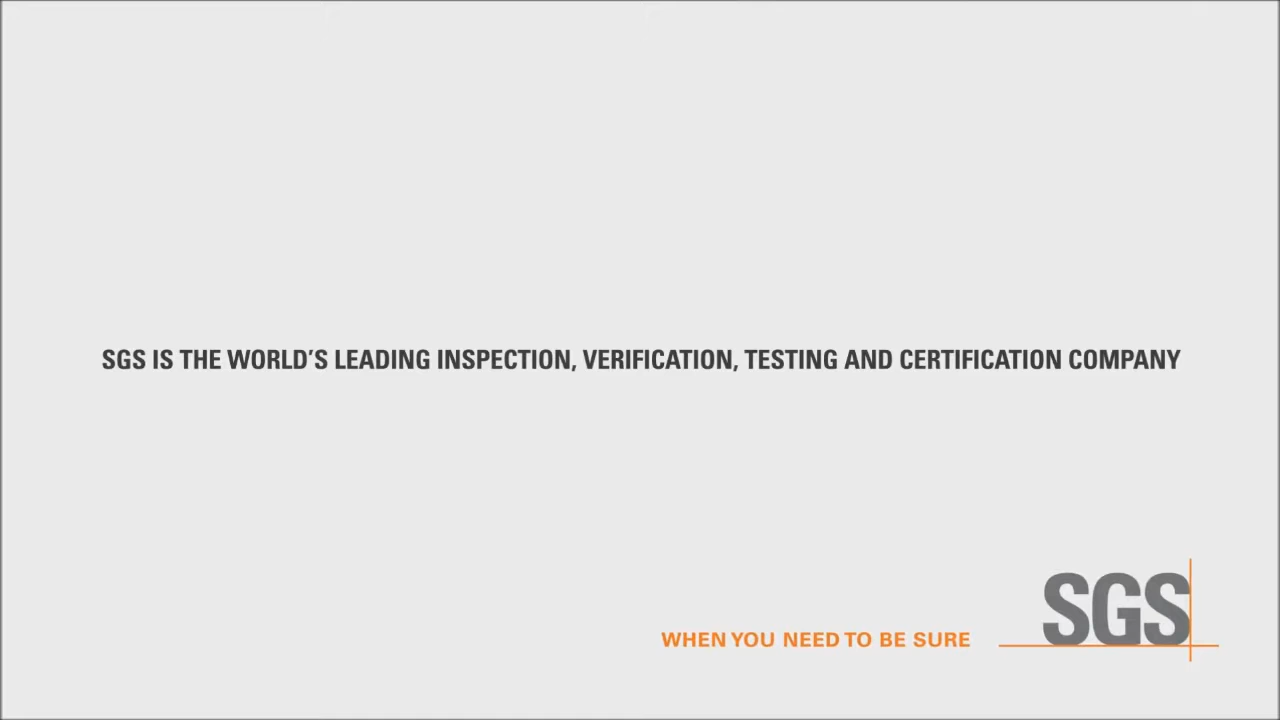 SGS IS THE WORLD’S LEADING INSPECTION, VERIFICATION, TESTING AND CERTIFICATION COMPANY
WHEN YOU NEED TO BE SURE
SGS